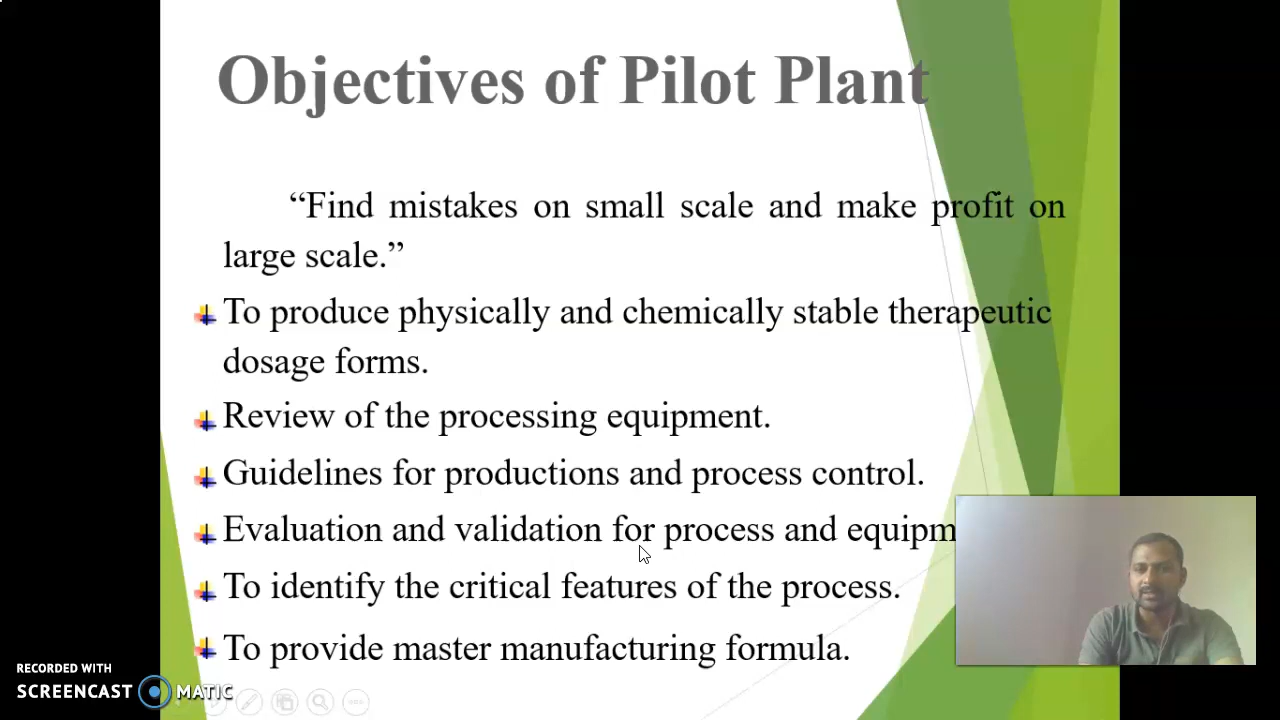 Objectives of Pilot Plant
“Find mistakes on small scale and make profit on
large scale.”
To produce physically and chemically stable therapeutic
dosage forms.
Review of the processing equipment.
Guidelines for productions and process control.
Evaluation and validation for process and equipm
To identify the critical features of the process.
To provide master manufacturing formula.
RECORDED WITH
SCREENCAST MATIC